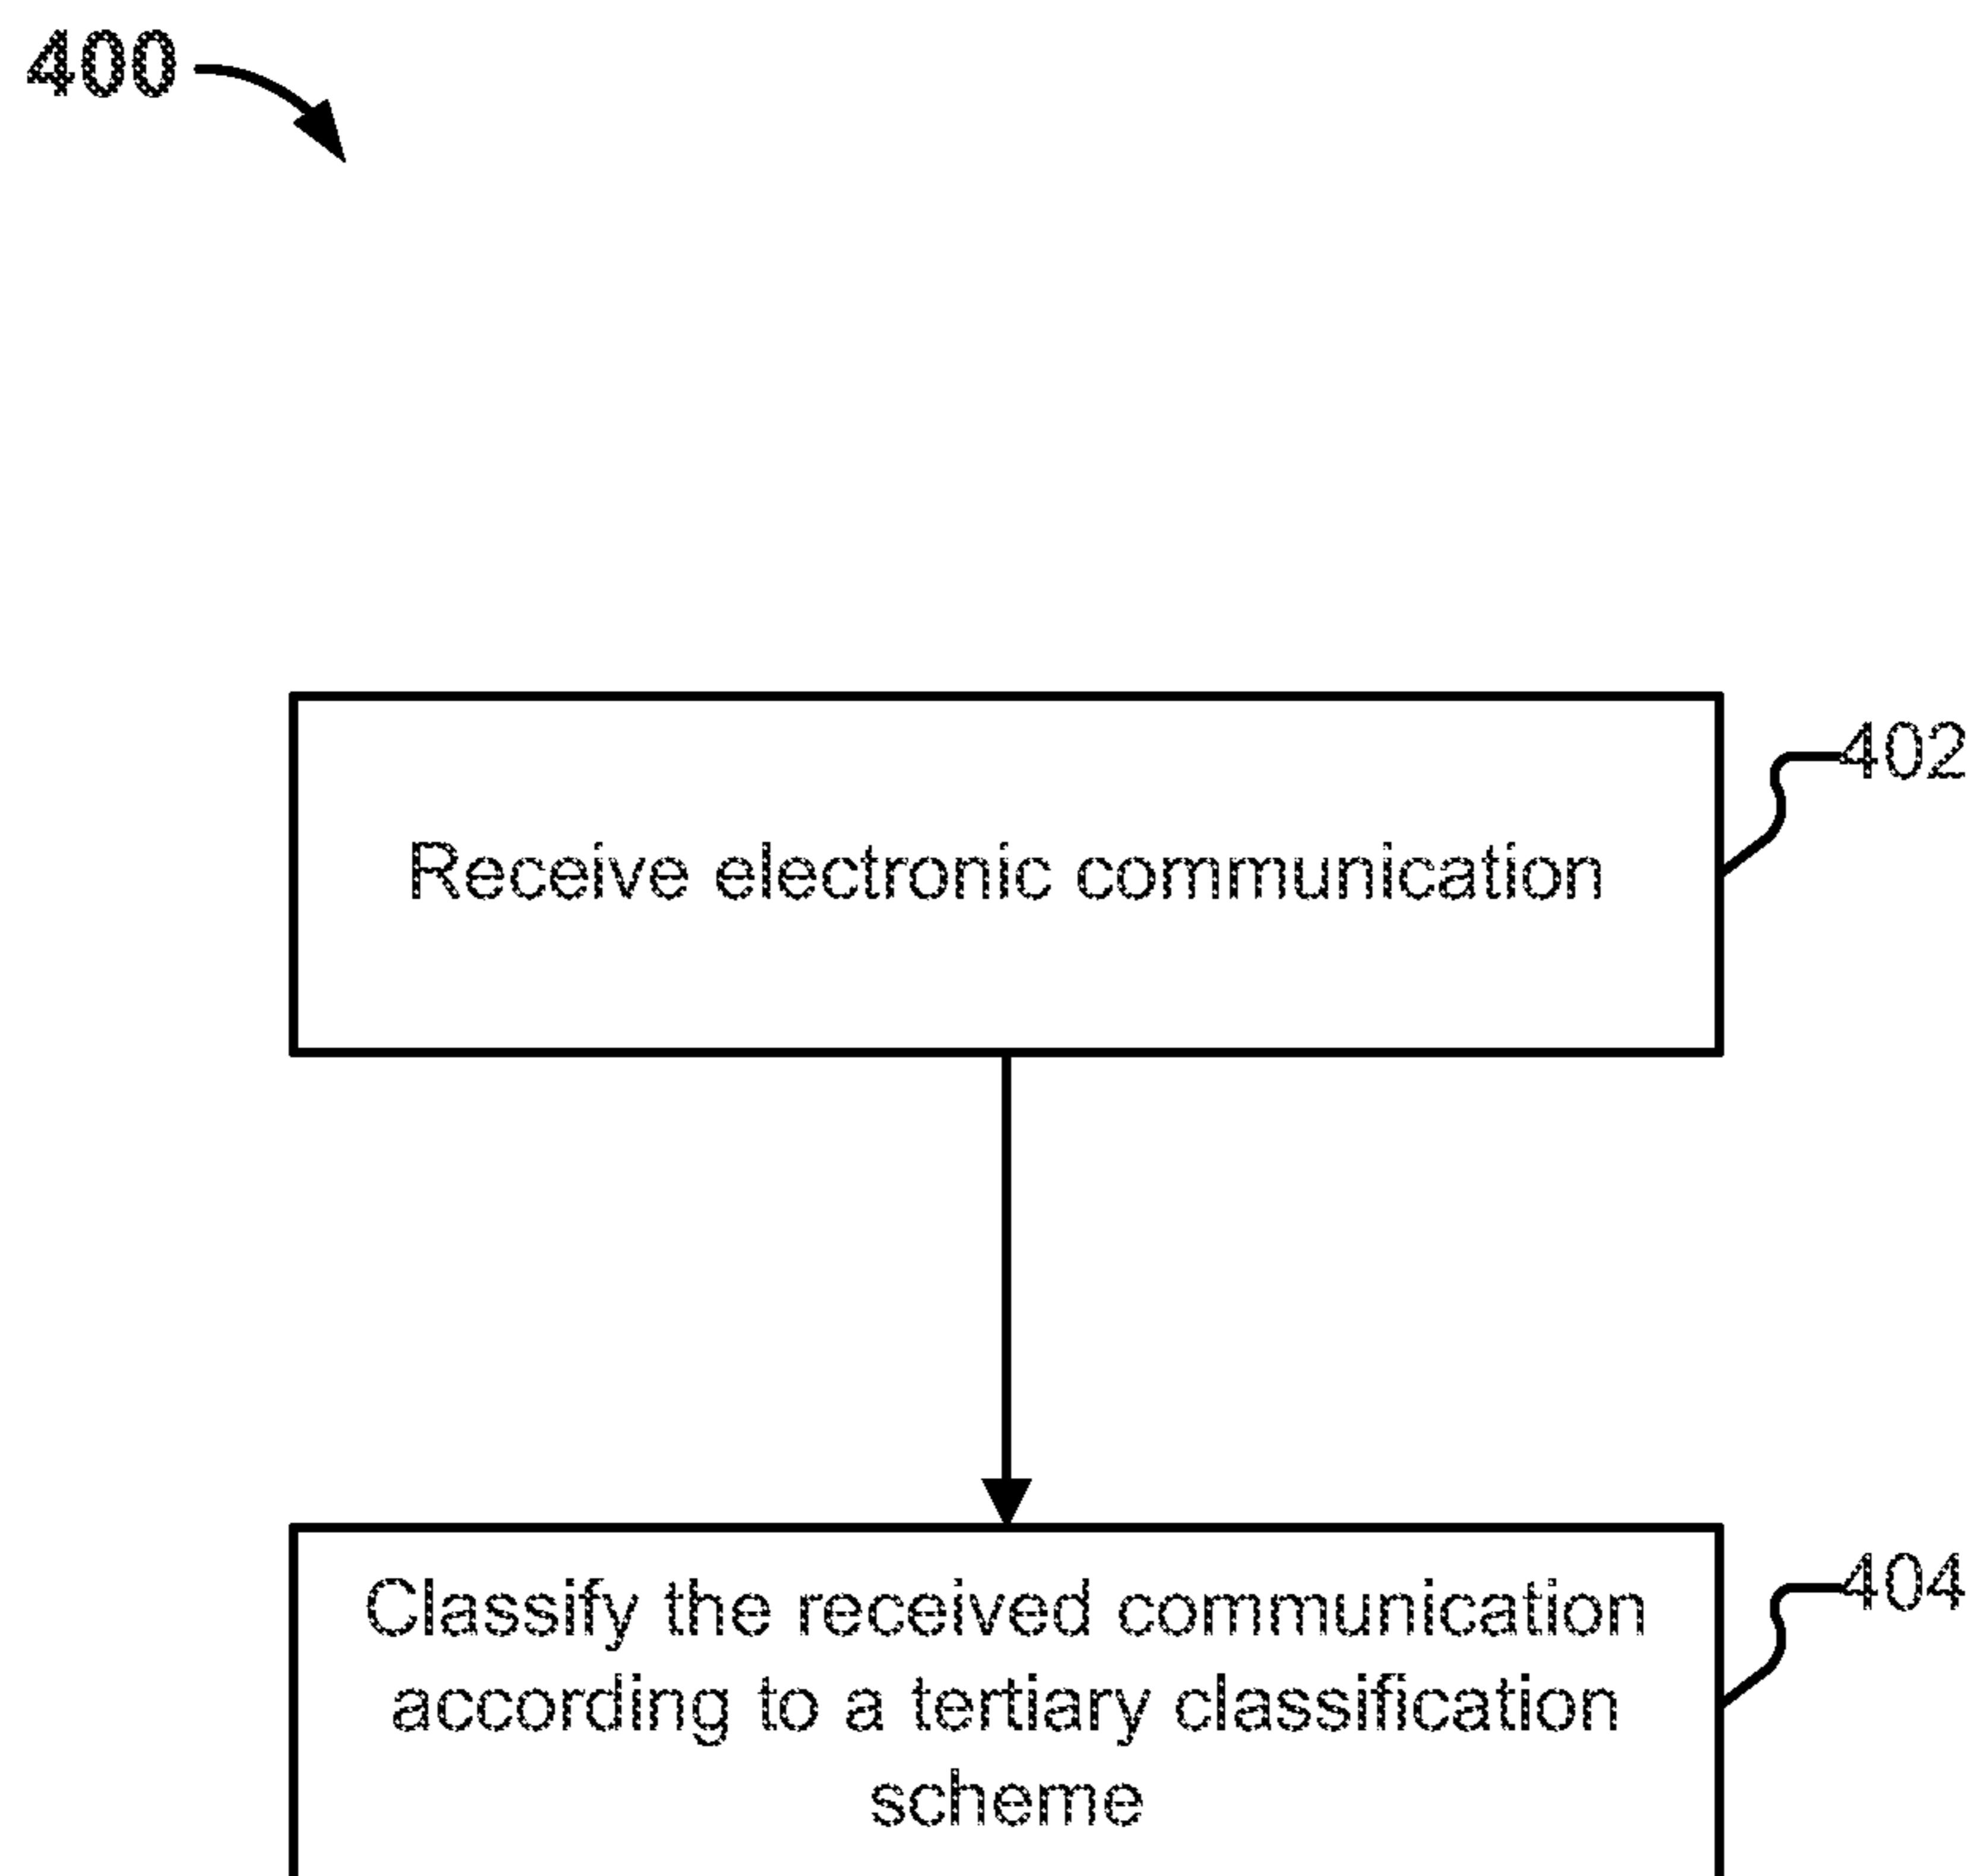 400
402
Receive electronic communication
404
Classify the received communication
according to a tertiary classification
scheme